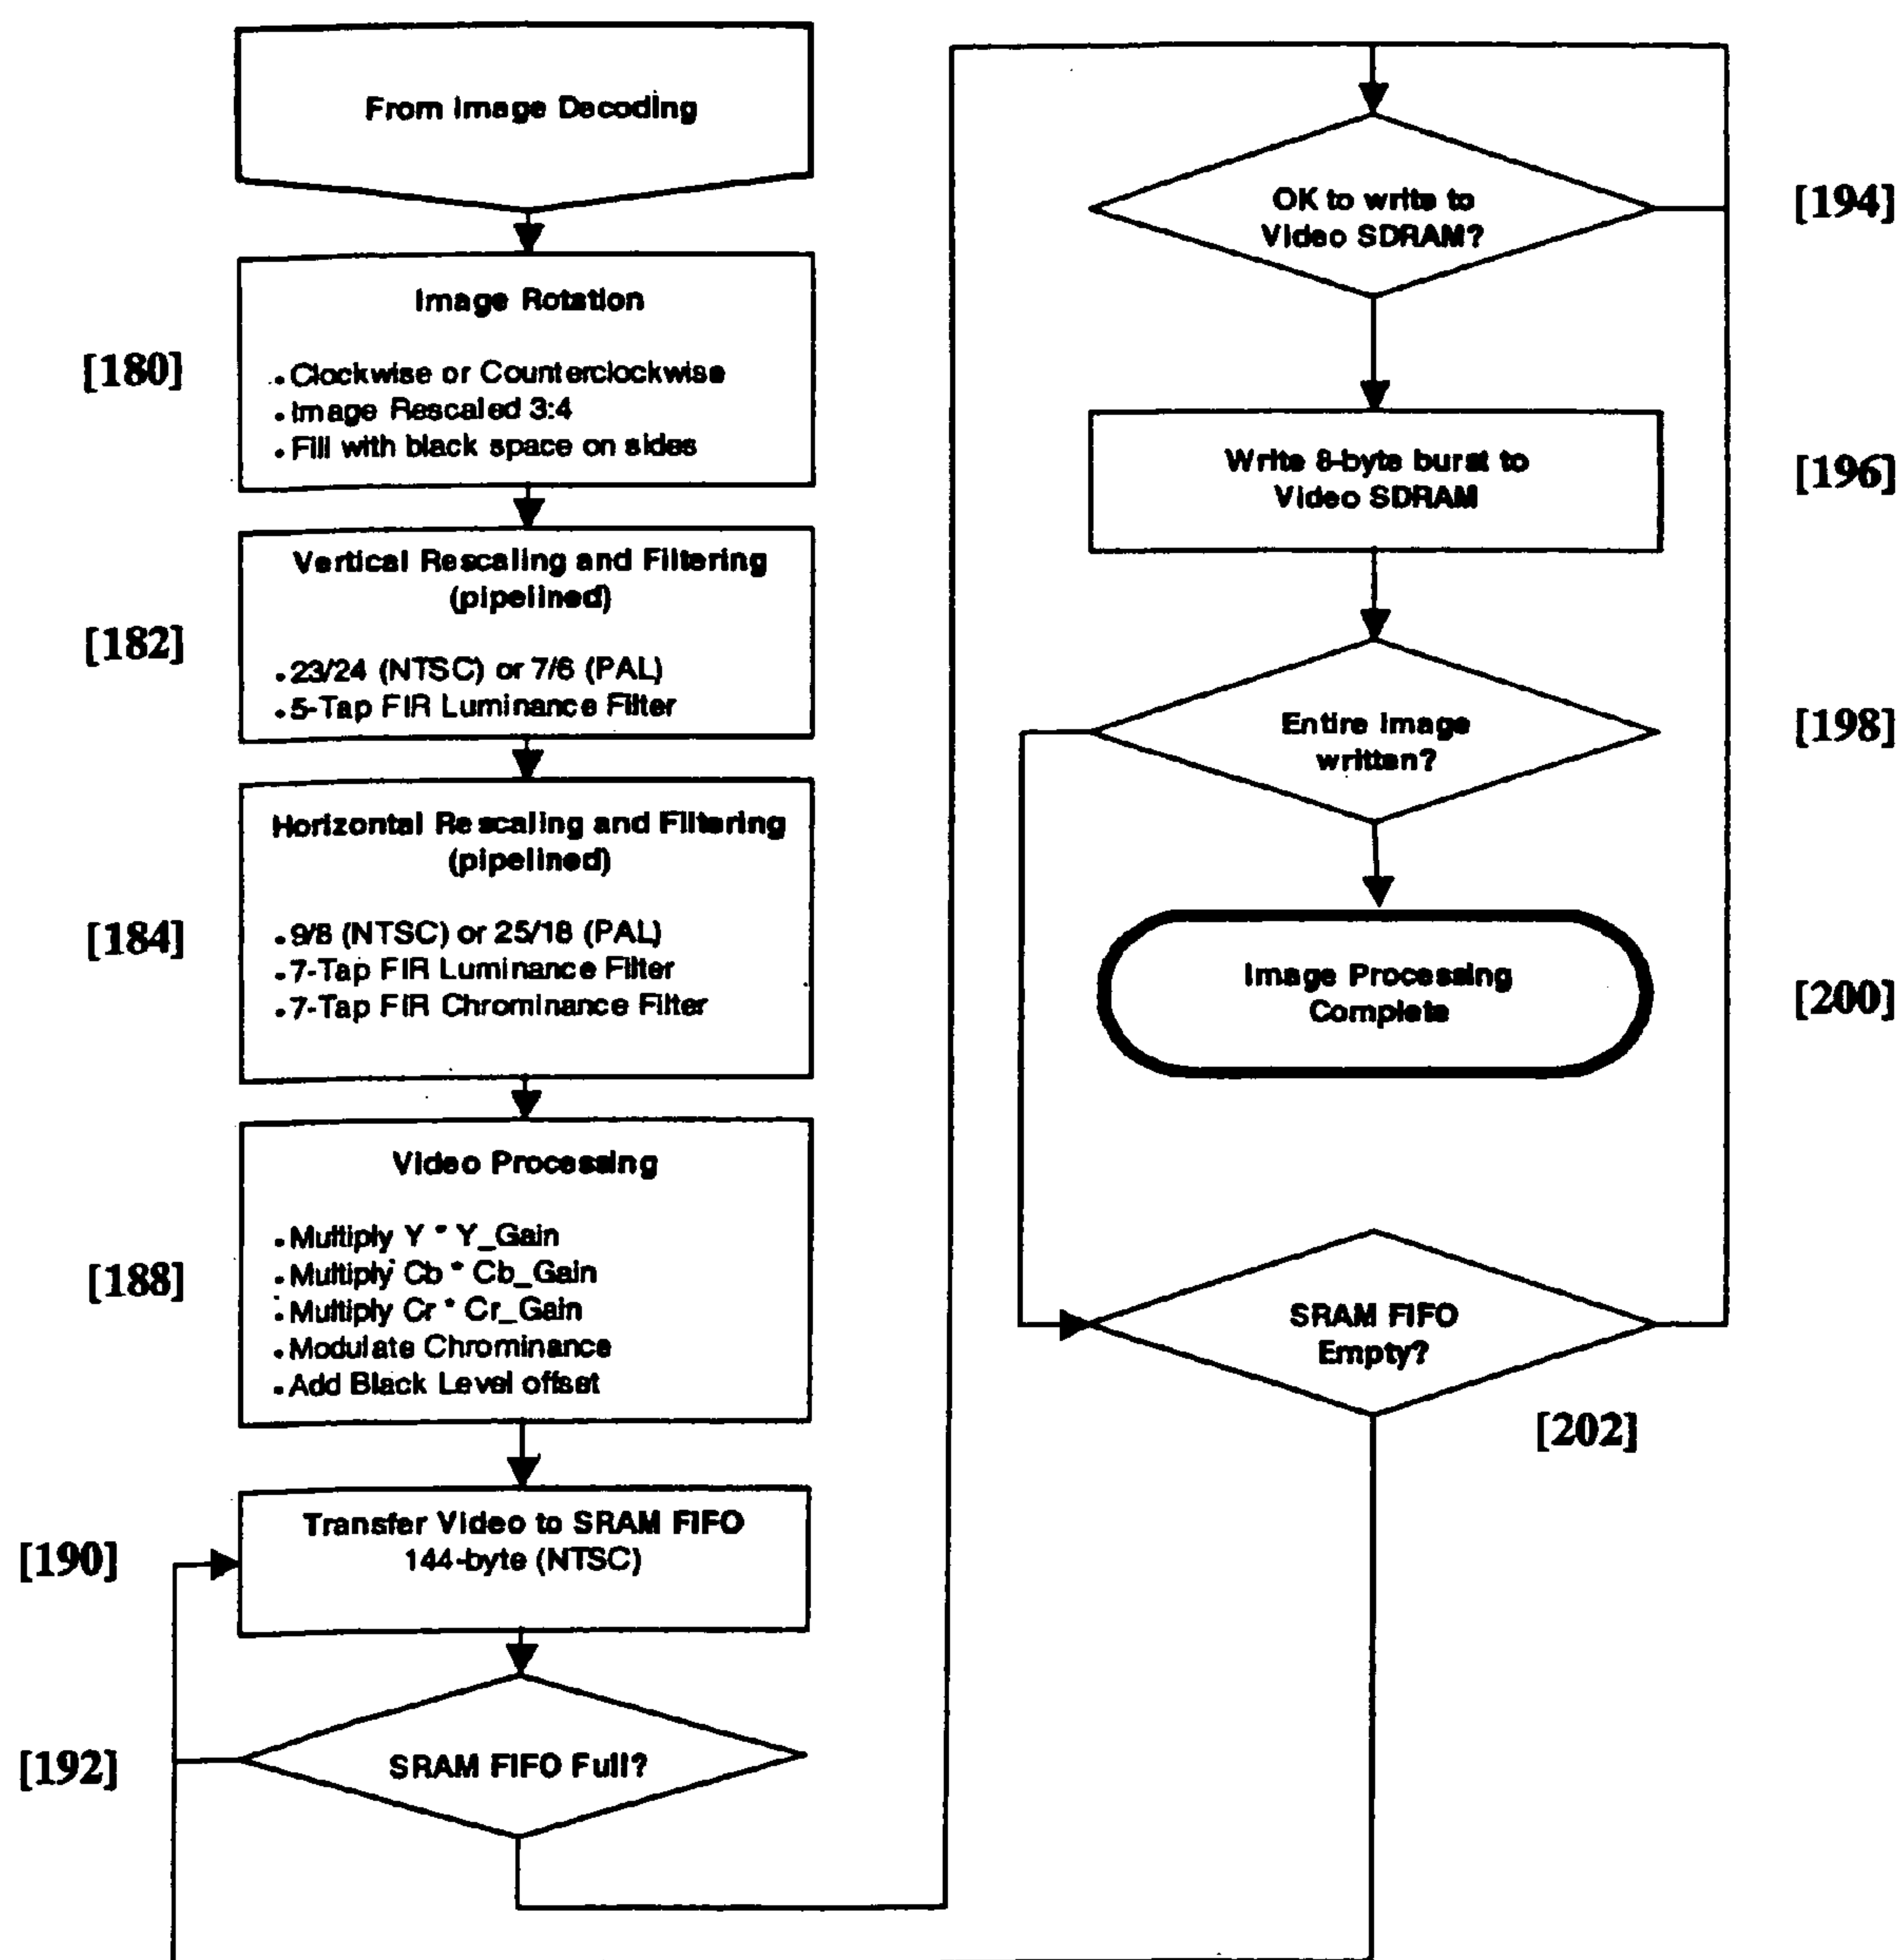 From Image Decoding
[180]
Image Rotation
• Clockwise or Counterclockwise
• Image Rescaled 3:4
• Fill with black space on sides
[182]
Vertical Rescaling and Filtering
(pipelined)
• 23/24 (NTSC) or 7/6 (PAL)
• 5-Tap FIR Luminance Filter
[184]
Horizontal Rescaling and Filtering
(pipelined)
• 9/8 (NTSC) or 25/18 (PAL)
• 7-Tap FIR Luminance Filter
• 7-Tap FIR Chrominance Filter
[188]
Video Processing
• Multiply Y * Y_Gain
• Multiply Cb * Cb_Gain
• Multiply Cr * Cr_Gain
• Modulate Chrominance
• Add Black Level offset
[190]
Transfer Video to SRAM FIFO
144-byte (NTSC)
[192]
SRAM FIFO Full?
OK to write to
Video SDRAM?
[194]
Write 8-byte burst to
Video SDRAM
[196]
Entire image
written?
[198]
Image Processing
Complete
[200]
SRAM FIFO
Empty?
[202]